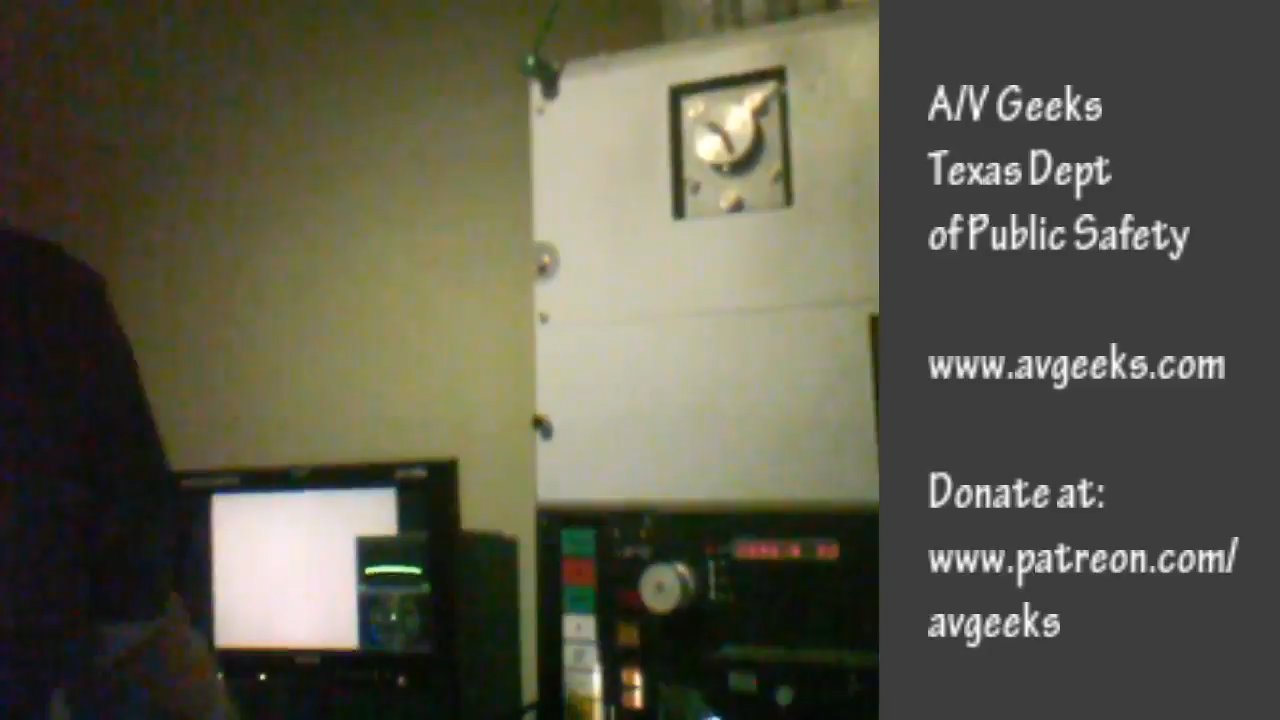 A/V Geeks
Texas Dept
of Public Safety
www.avgeeks.com
Donate at:
www.patreon.com/
avgeeks